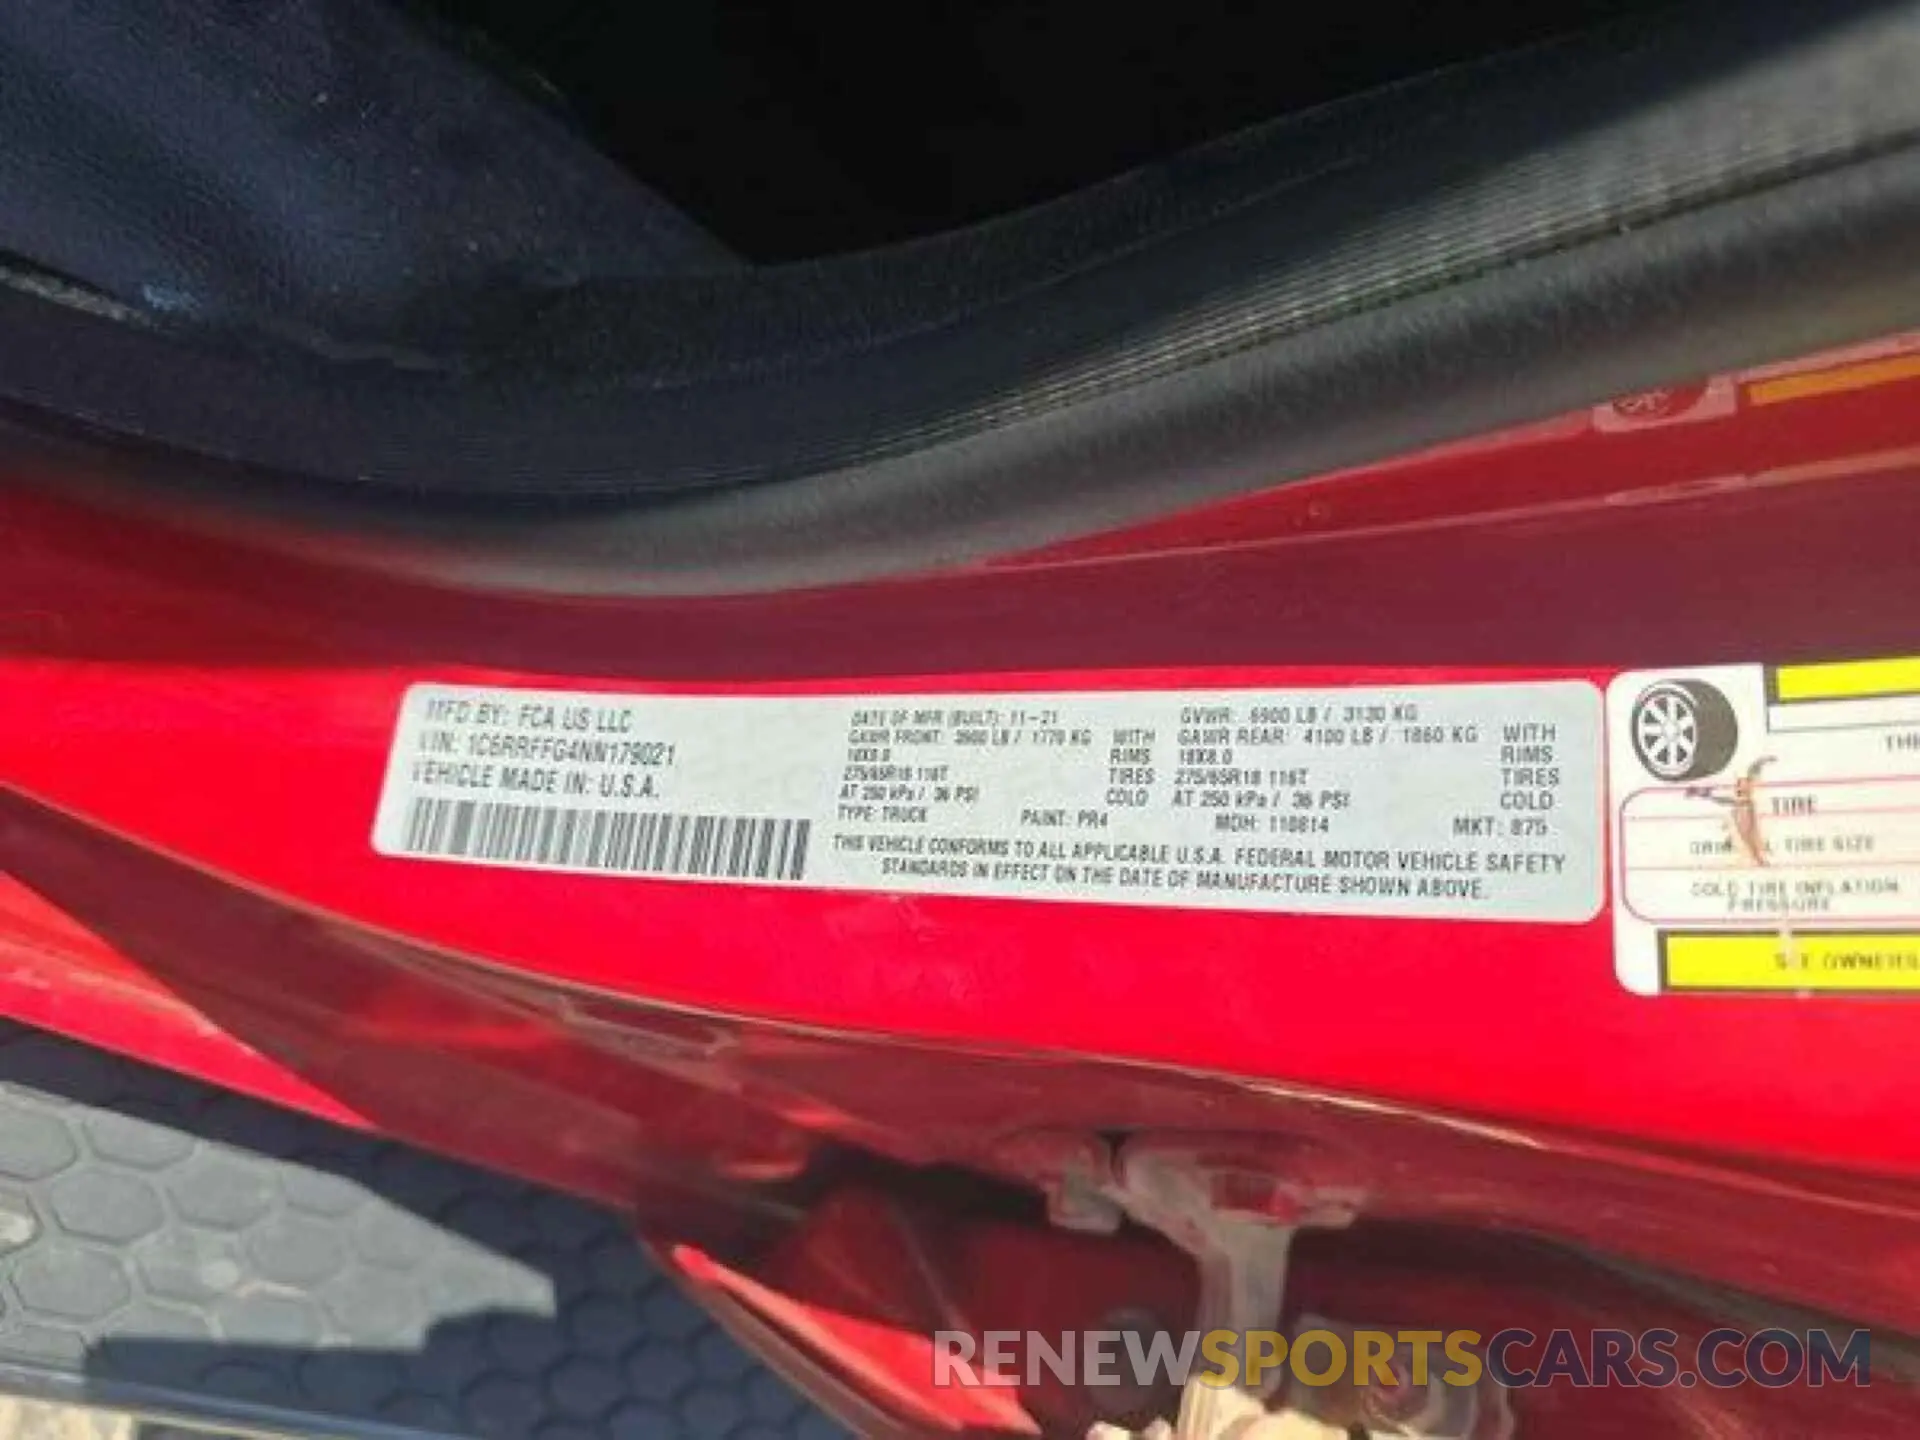 MFD BY: FCA US LLC
VIN: 1C6RRFFG4NN179021
VEHICLE MADE IN: U.S.A.
DATE OF MFR (BUILT): 11-21
GAWR FRONT: 3900 LB / 1770 KG WITH
18X8.0 RIMS
275/65R18 116T TIRES
AT 250 kPa / 36 PSI COLD
TYPE: TRUCK PAINT: PR4
GVWR: 6900 LB / 3130 KG
GAWR REAR: 4100 LB / 1860 KG WITH
18X8.0 RIMS
275/65R18 116T TIRES
AT 250 kPa / 36 PSI COLD
MDH: 110814 MKT: 875
THIS VEHICLE CONFORMS TO ALL APPLICABLE U.S.A. FEDERAL MOTOR VEHICLE SAFETY
STANDARDS IN EFFECT ON THE DATE OF MANUFACTURE SHOWN ABOVE.
TIRE
TIRE SIZE
COLD TIRE INFLATION
PRESSURE
RENEWSPORTSCARS.COM